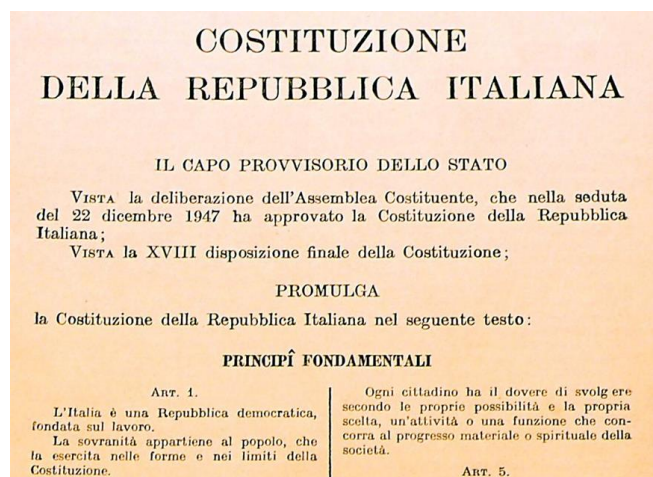 COSTITUZIONE
DELLA REPUBBLICA ITALIANA
IL CAPO PROVVISORIO DELLO STATO
VISTA la deliberazione dell'Assemblea Costituente, che nella seduta
del 22 dicembre 1947 ha approvato la Costituzione della Repubblica
Italiana;
VISTA la XVIII disposizione finale della Costituzione;
PROMULGA
la Costituzione della Repubblica Italiana nel seguente testo:
PRINCIPÎ FONDAMENTALI
ART. 1.
L'Italia è una Repubblica democratica,
fondata sul lavoro.
La sovranità appartiene al popolo, che
la esercita nelle forme e nei limiti della
Costituzione.
Ogni cittadino ha il dovere di svolgere
secondo le proprie possibilità e la propria
scelta, un'attività o una funzione che con-
corra al progresso materiale o spirituale della
società.
ART. 5.